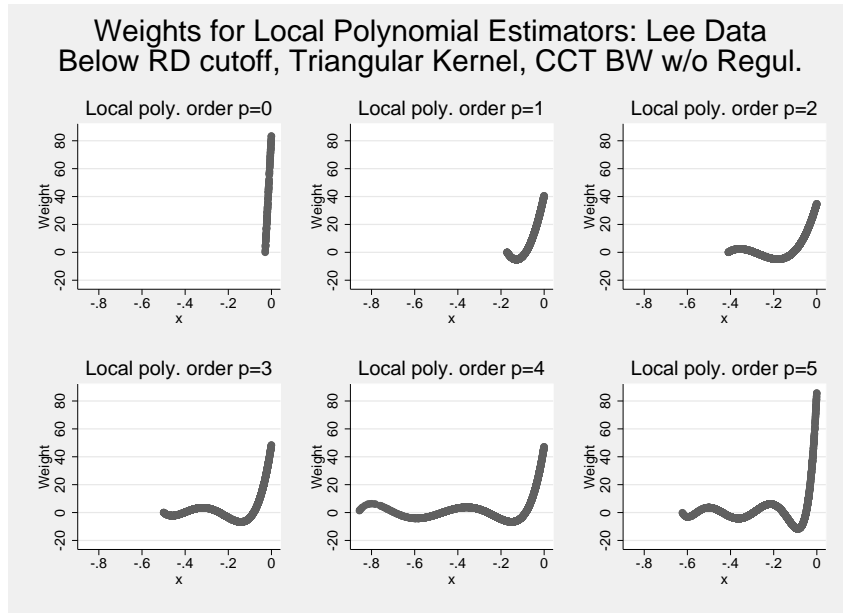 Weights for Local Polynomial Estimators: Lee Data
Below RD cutoff, Triangular Kernel, CCT BW w/o Regul.
Local poly. order p=0
Weight
80
60
40
20
0
-20
-.8 -.6 -.4 -.2 0
x
Local poly. order p=1
Weight
80
60
40
20
0
-20
-.8 -.6 -.4 -.2 0
x
Local poly. order p=2
Weight
80
60
40
20
0
-20
-.8 -.6 -.4 -.2 0
x
Local poly. order p=3
Weight
80
60
40
20
0
-20
-.8 -.6 -.4 -.2 0
x
Local poly. order p=4
Weight
80
60
40
20
0
-20
-.8 -.6 -.4 -.2 0
x
Local poly. order p=5
Weight
80
60
40
20
0
-20
-.8 -.6 -.4 -.2 0
x